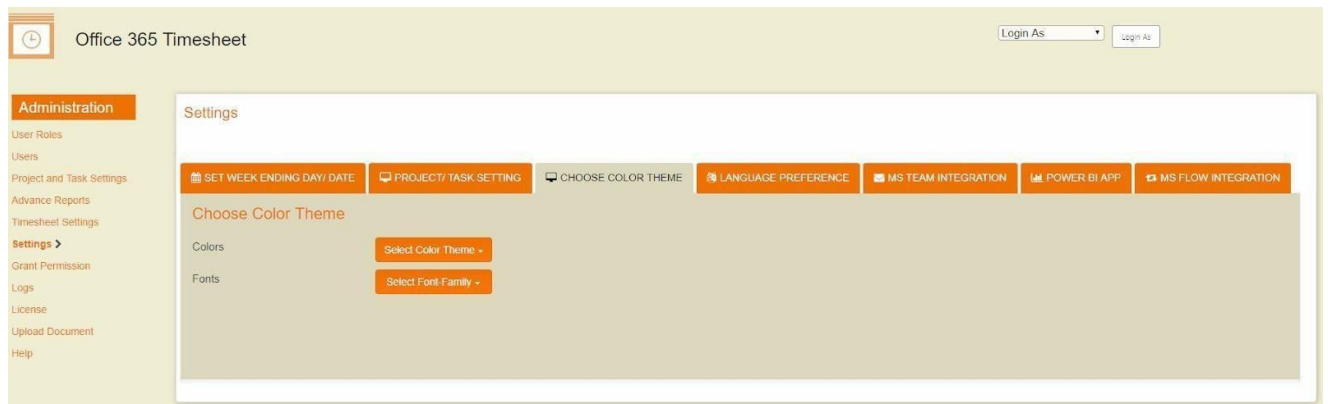 Office 365 Timesheet
Login As
Login As
Administration
User Roles
Users
Project and Task Settings
Advance Reports
Timesheet Settings
Settings
Grant Permission
Logs
License
Upload Document
Help
Settings
SET WEEK ENDING DAY/ DATE PROJECT/ TASK SETTING CHOOSE COLOR THEME LANGUAGE PREFERENCE MS TEAM INTEGRATION POWER BI APP MS FLOW INTEGRATION
Choose Color Theme
Colors Select Color Theme
Fonts Select Font-Family